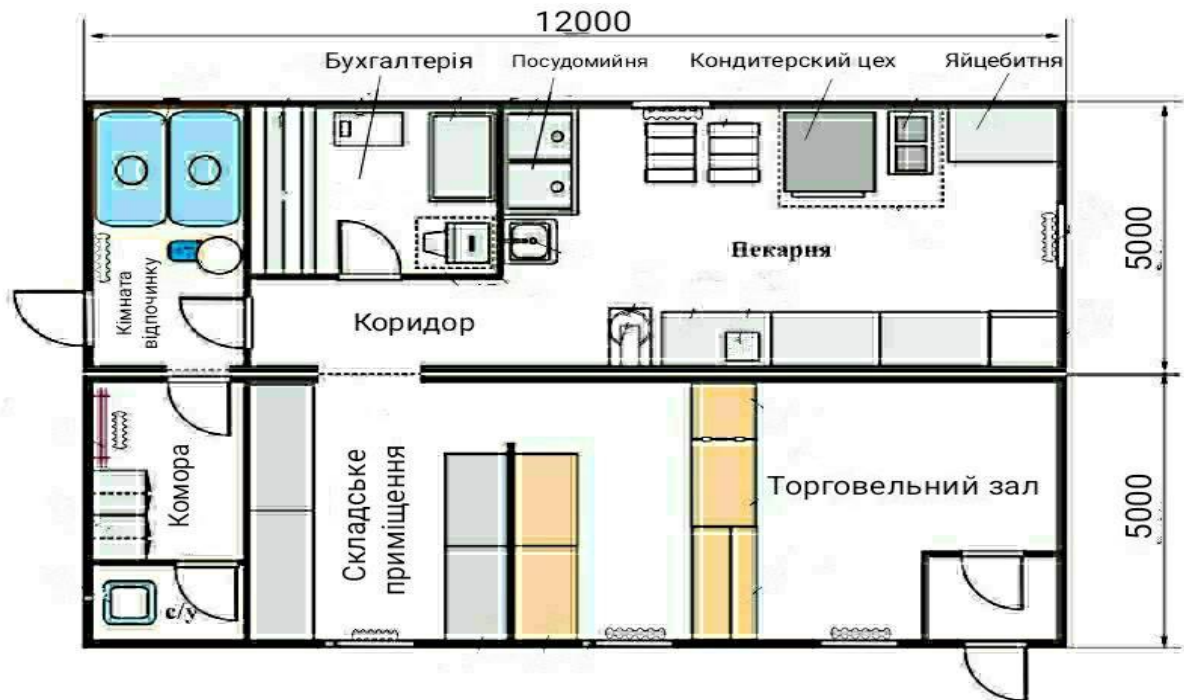 12000
Бухгалтерія
Посудомийня
Кондитерский цех
Яйцебитня
5000
Пекарня
Кімната
відпочинку
Коридор
Комора
Складське
приміщення
Торговельний зал
5000
с/у